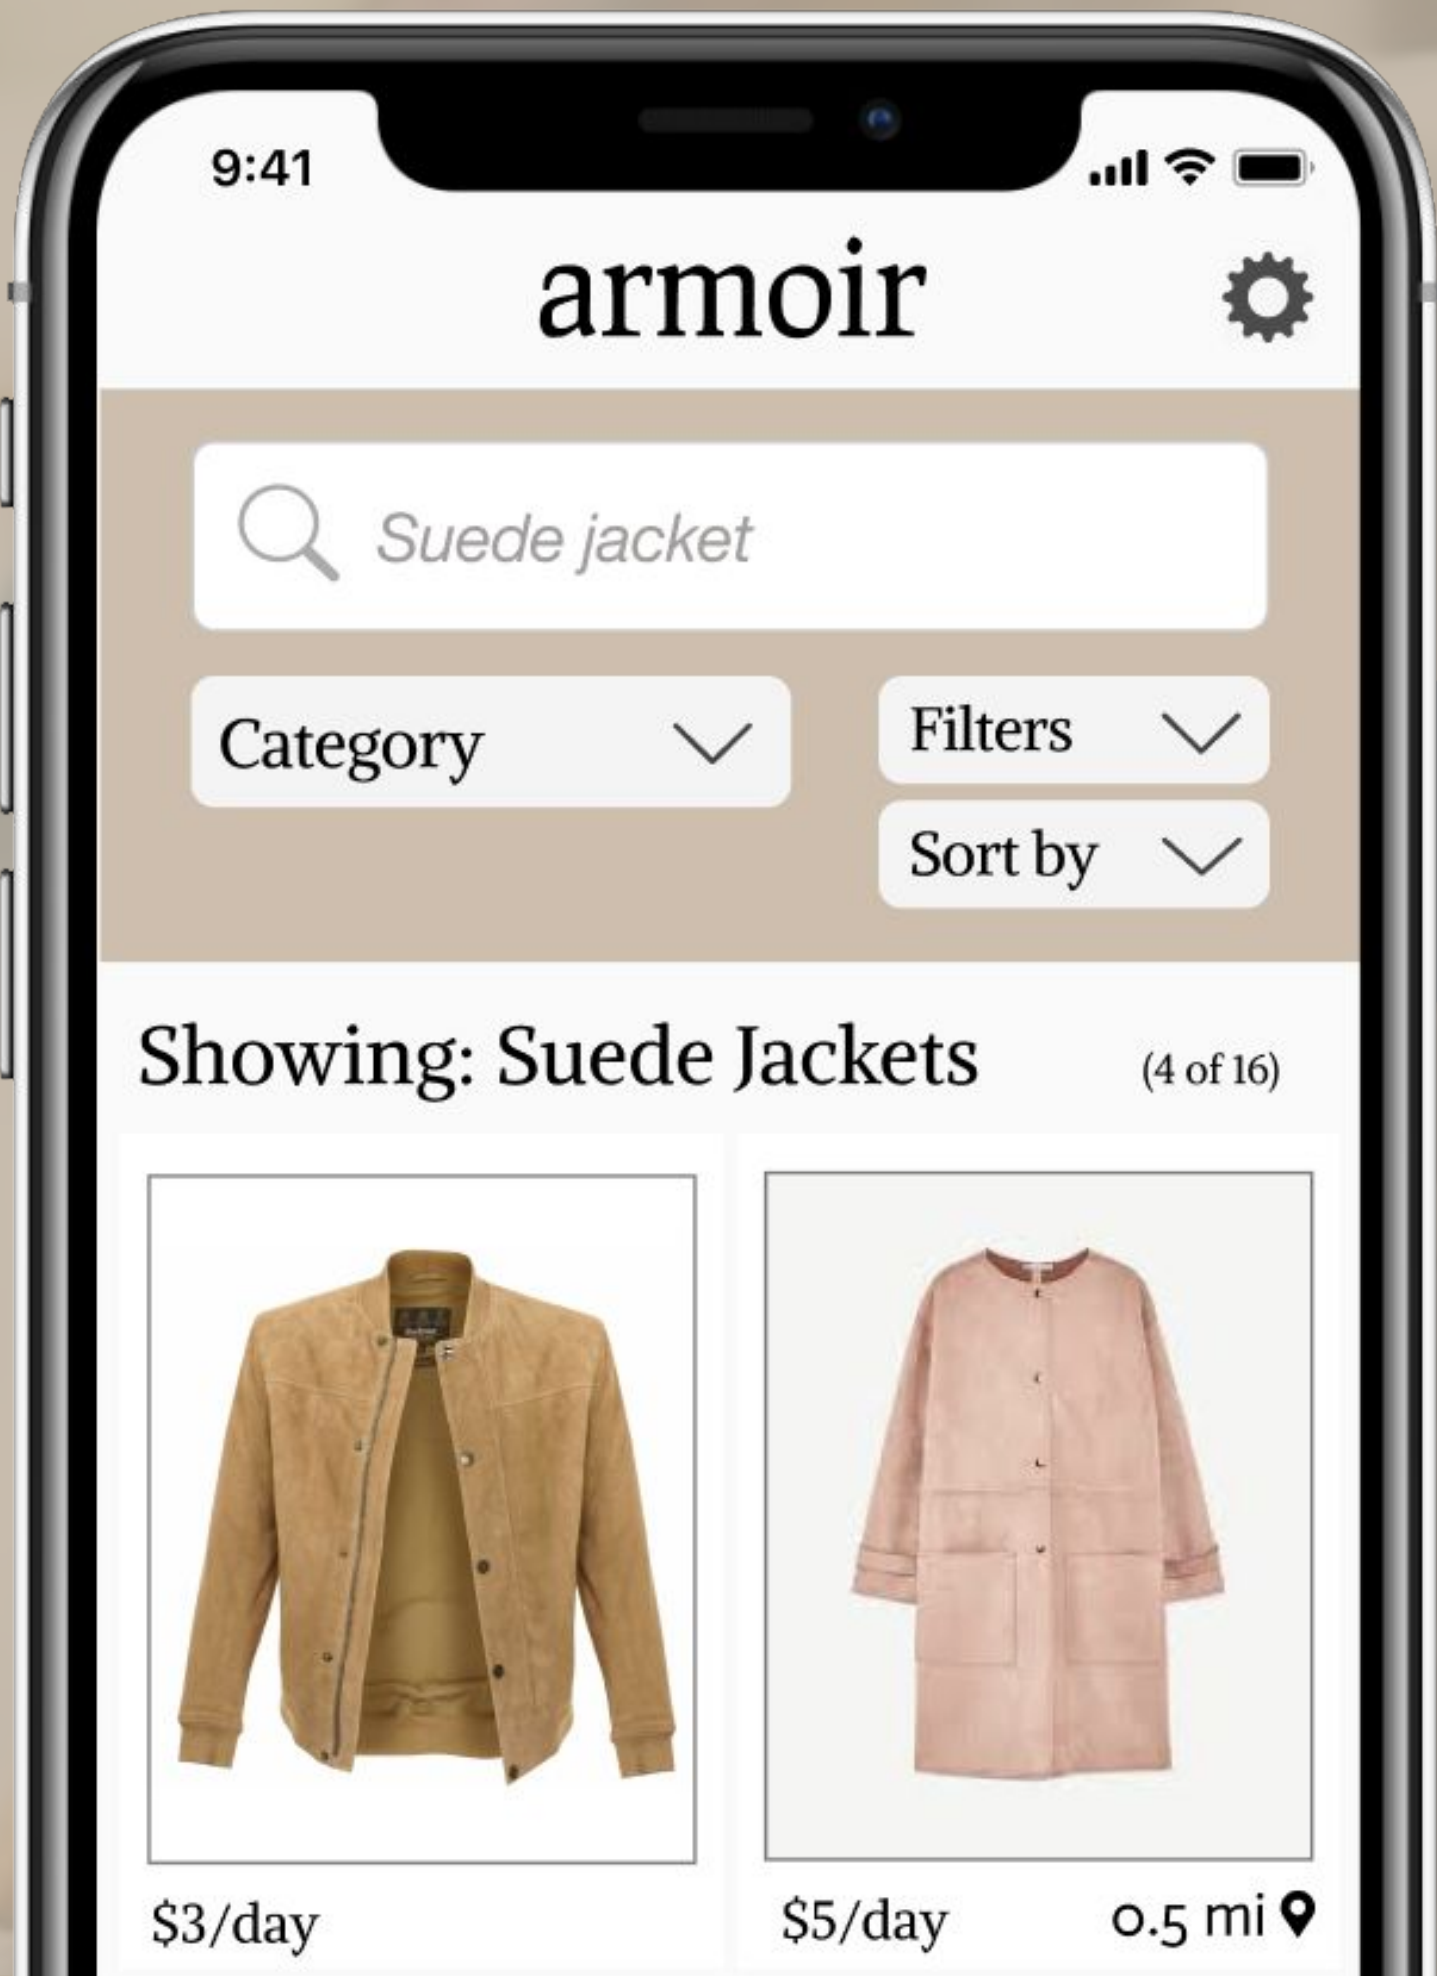 9:41
armoir
Suede jacket
Category
Filters
Sort by
Showing: Suede Jackets
(4 of 16)
$3/day
$5/day
0.5 mi